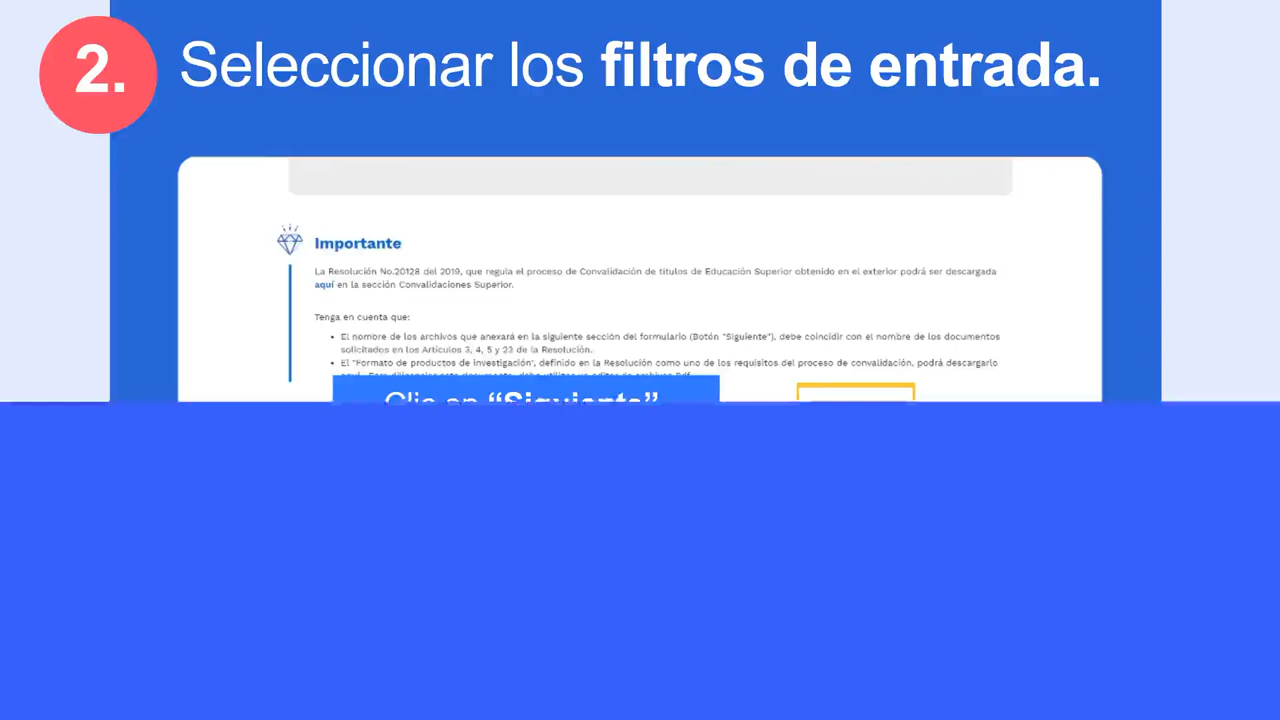 2. Seleccionar los filtros de entrada.
Importante
La Resolución No.20128 del 2019, que regula el proceso de Convalidación de títulos de Educación Superior obtenido en el exterior podrá ser descargada
aquí en la sección Convalidaciones Superior.
Tenga en cuenta que:
• El nombre de los archivos que anexará en la siguiente sección del formulario (Botón "Siguiente"), debe coincidir con el nombre de los documentos
solicitados en los Artículos 3, 4, 5 y 23 de la Resolución.
• El "Formato de productos de investigación", definido en la Resolución como uno de los requisitos del proceso de convalidación, podrá descargarlo
Clic en “Siguiente”